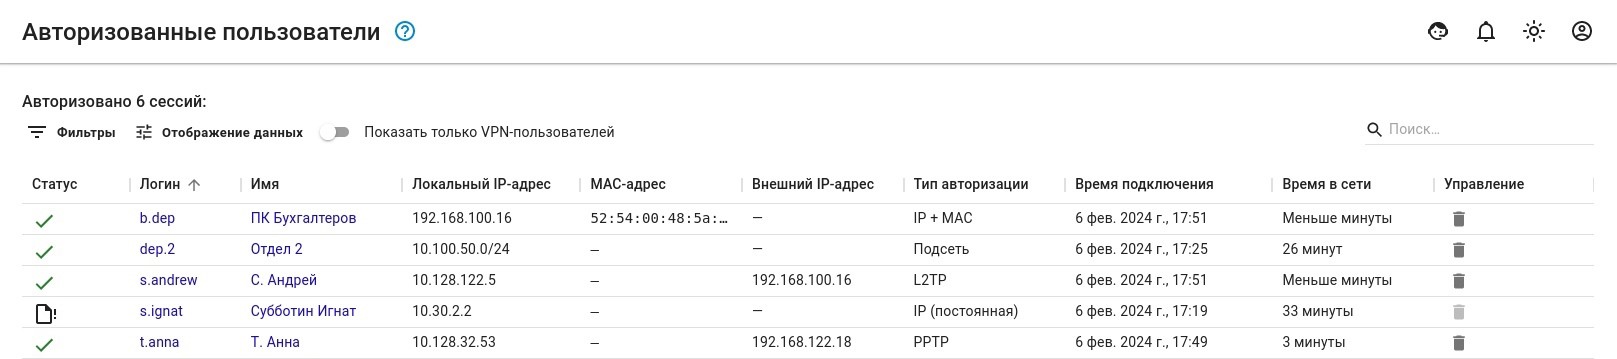 Авторизованные пользователи
Авторизовано 6 сессий:
Фильтры Отображение данных Показать только VPN-пользователей Поиск...
Статус Логин Имя Локальный IP-адрес MAC-адрес Внешний IP-адрес Тип авторизации Время подключения Время в сети Управление
b.dep ПК Бухгалтеров 192.168.100.16 52:54:00:48:5a:… — IP + MAC 6 фев. 2024 г., 17:51 Меньше минуты
dep.2 Отдел 2 10.100.50.0/24 — — Подсеть 6 фев. 2024 г., 17:25 26 минут
s.andrew С. Андрей 10.128.122.5 — 192.168.100.16 L2TP 6 фев. 2024 г., 17:51 Меньше минуты
s.ignat Субботин Игнат 10.30.2.2 — — IP (постоянная) 6 фев. 2024 г., 17:19 33 минуты
t.anna Т. Анна 10.128.32.53 — 192.168.122.18 PPTP 6 фев. 2024 г., 17:49 3 минуты